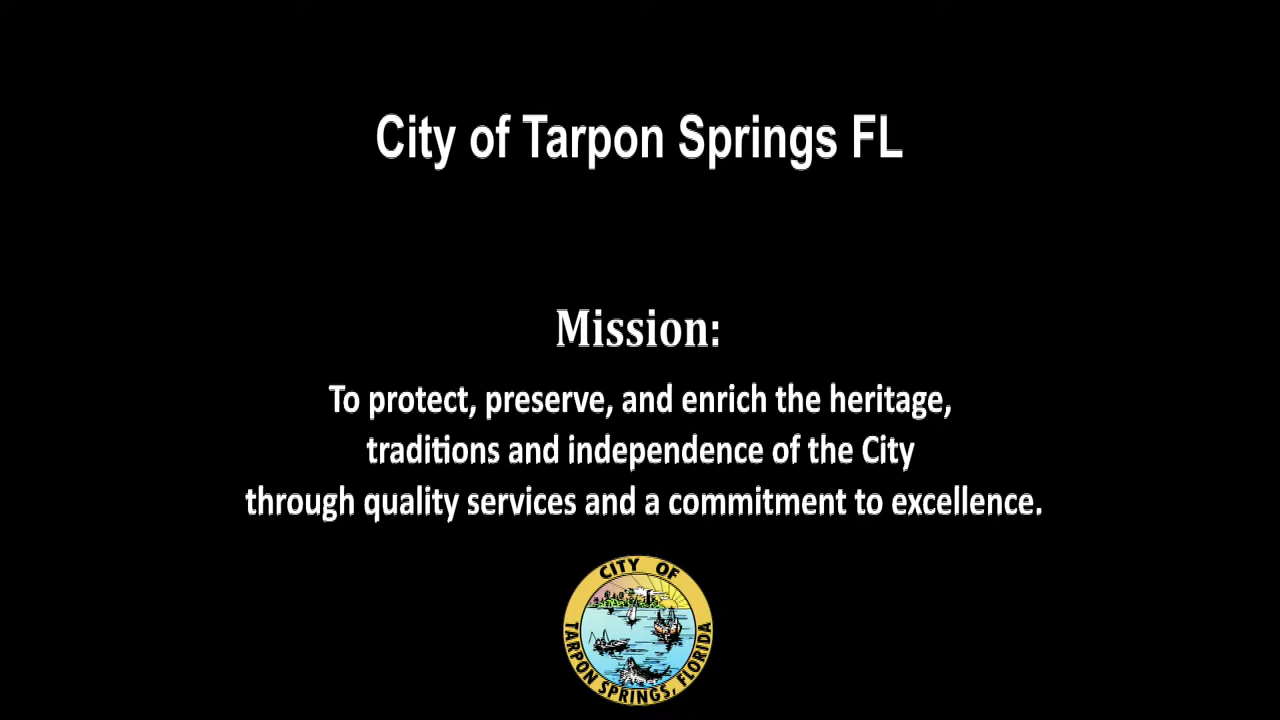 City of Tarpon Springs FL
Mission:
To protect, preserve, and enrich the heritage,
traditions and independence of the City
through quality services and a commitment to excellence.
CITY OF
TARPON SPRINGS, FLORIDA